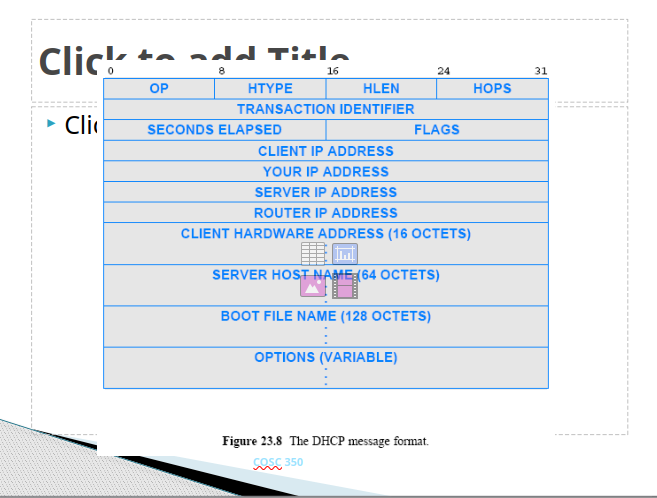 Click to add Title
0 8 16 24 31
OP HTYPE HLEN HOPS
TRANSACTION IDENTIFIER
SECONDS ELAPSED FLAGS
CLIENT IP ADDRESS
YOUR IP ADDRESS
SERVER IP ADDRESS
ROUTER IP ADDRESS
CLIENT HARDWARE ADDRESS (16 OCTETS)
SERVER HOST NAME (64 OCTETS)
BOOT FILE NAME (128 OCTETS)
OPTIONS (VARIABLE)
Figure 23.8 The DHCP message format.
COSC 350